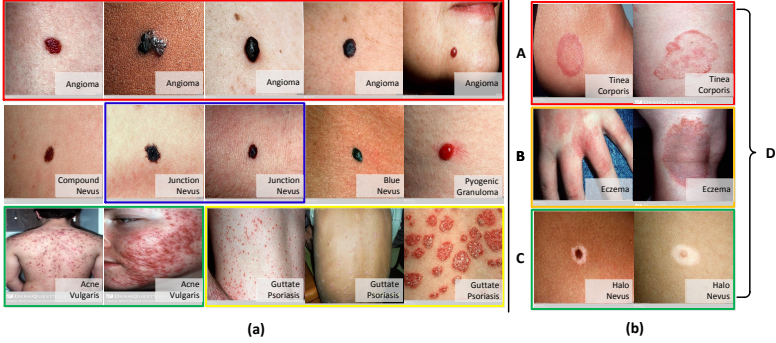 Angioma
Angioma
Angioma
Angioma
Angioma
Compound
Nevus
Junction
Nevus
Junction
Nevus
Blue
Nevus
Pyogenic
Granuloma
Acne
Vulgaris
Acne
Vulgaris
Guttate
Psoriasis
Guttate
Psoriasis
Guttate
Psoriasis
(a)
A
Tinea
Corporis
Tinea
Corporis
B
Eczema
Eczema
C
Halo
Nevus
Halo
Nevus
D
(b)